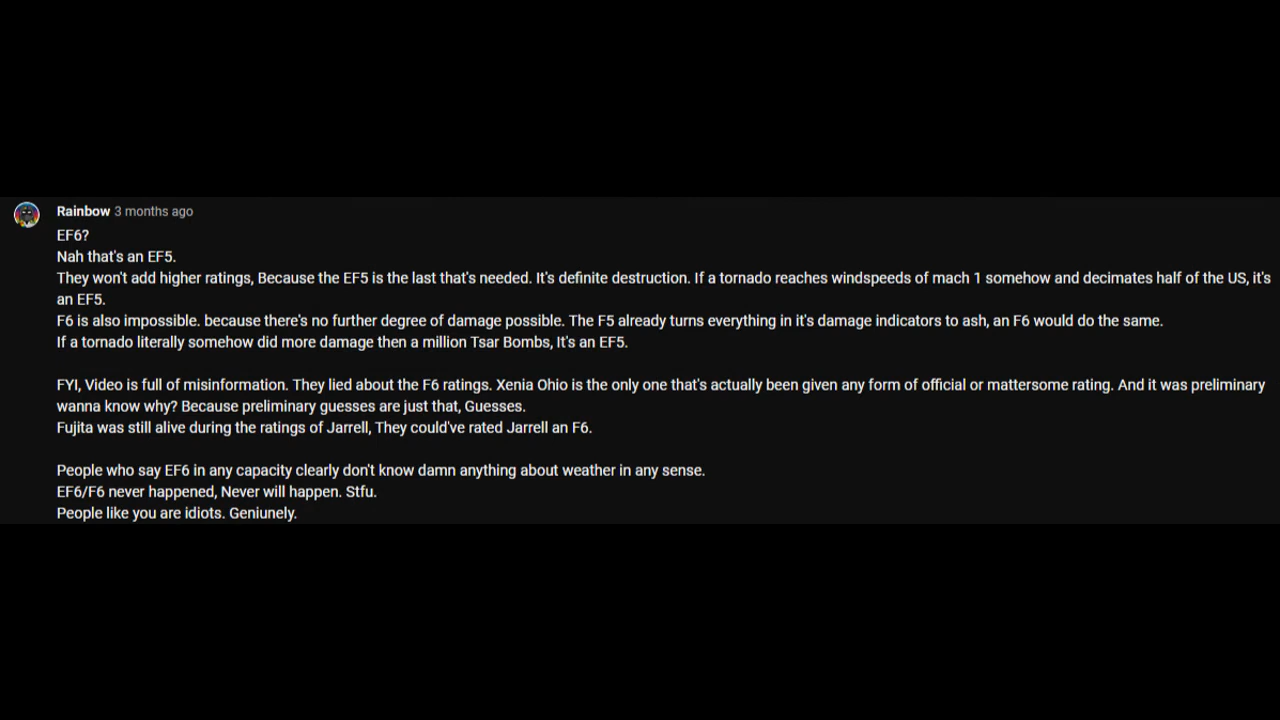 Rainbow 3 months ago
EF6?
Nah that's an EF5.
They won't add higher ratings, Because the EF5 is the last that's needed. It's definite destruction. If a tornado reaches windspeeds of mach 1 somehow and decimates half of the US, it's
an EF5.
F6 is also impossible. because there's no further degree of damage possible. The F5 already turns everything in it's damage indicators to ash, an F6 would do the same.
If a tornado literally somehow did more damage then a million Tsar Bombs, It's an EF5.
FYI, Video is full of misinformation. They lied about the F6 ratings. Xenia Ohio is the only one that's actually been given any form of official or mattersome rating. And it was preliminary
wanna know why? Because preliminary guesses are just that, Guesses.
Fujita was still alive during the ratings of Jarrell, They could've rated Jarrell an F6.
People who say EF6 in any capacity clearly don't know damn anything about weather in any sense.
EF6/F6 never happened, Never will happen. Stfu.
People like you are idiots. Geniunely.